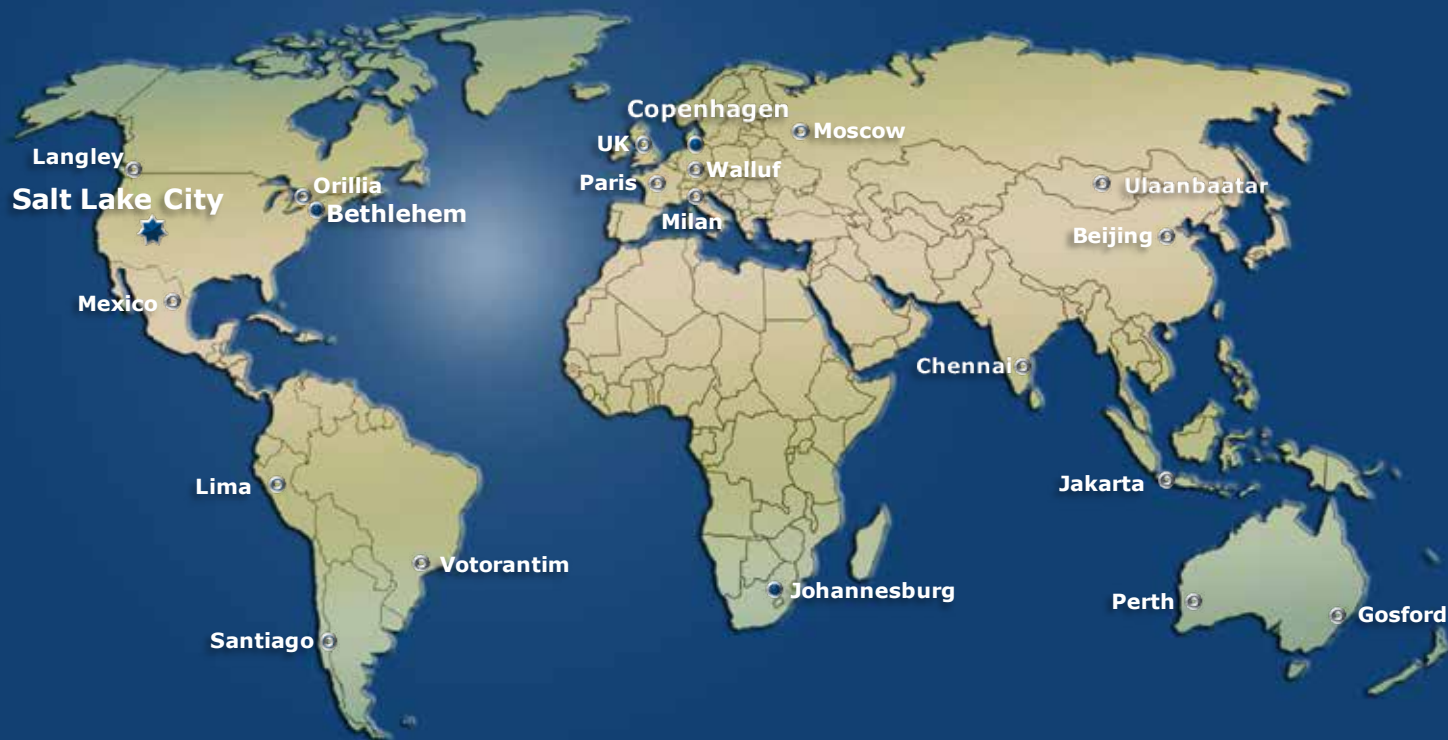 Copenhagen
Moscow
UK
Langley
Walluf
Paris
Orillia
Ulaanbaatar
Salt Lake City
Bethlehem
Milan
Beijing
Mexico
Chennai
Lima
Jakarta
Votorantim
Johannesburg
Perth
Gosford
Santiago